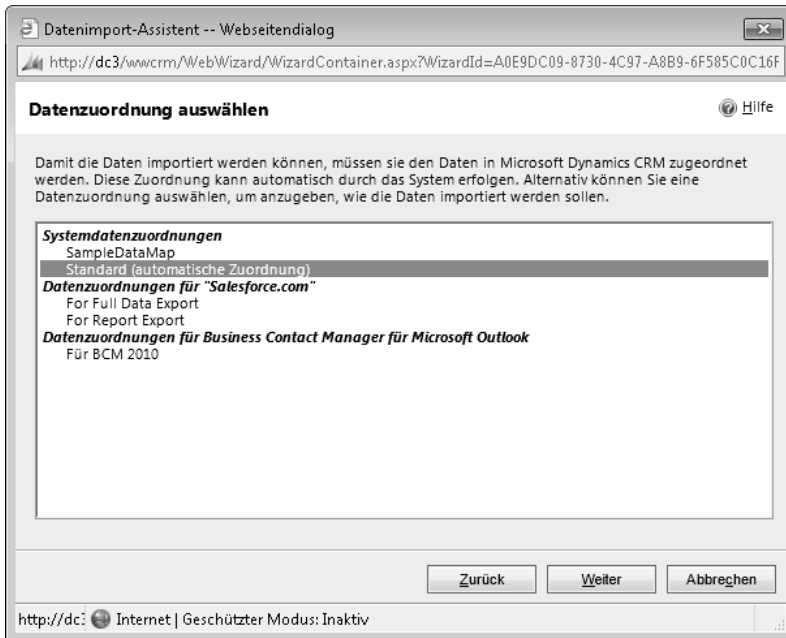 Datenimport-Assistent -- Webseitendialog
http://dc3/wwcrm/WebWizard/WizardContainer.aspx?WizardId=A0E9DC09-8730-4C97-A8B9-6F585C0C16F
Datenzuordnung auswählen
Hilfe
Damit die Daten importiert werden können, müssen sie den Daten in Microsoft Dynamics CRM zugeordnet
werden. Diese Zuordnung kann automatisch durch das System erfolgen. Alternativ können Sie eine
Datenzuordnung auswählen, um anzugeben, wie die Daten importiert werden sollen.
Systemdatenzuordnungen
SampleDataMap
Standard (automatische Zuordnung)
Datenzuordnungen für "Salesforce.com"
For Full Data Export
For Report Export
Datenzuordnungen für Business Contact Manager für Microsoft Outlook
Für BCM 2010
Zurück Weiter Abbrechen
http://dc: Internet | Geschützter Modus: Inaktiv